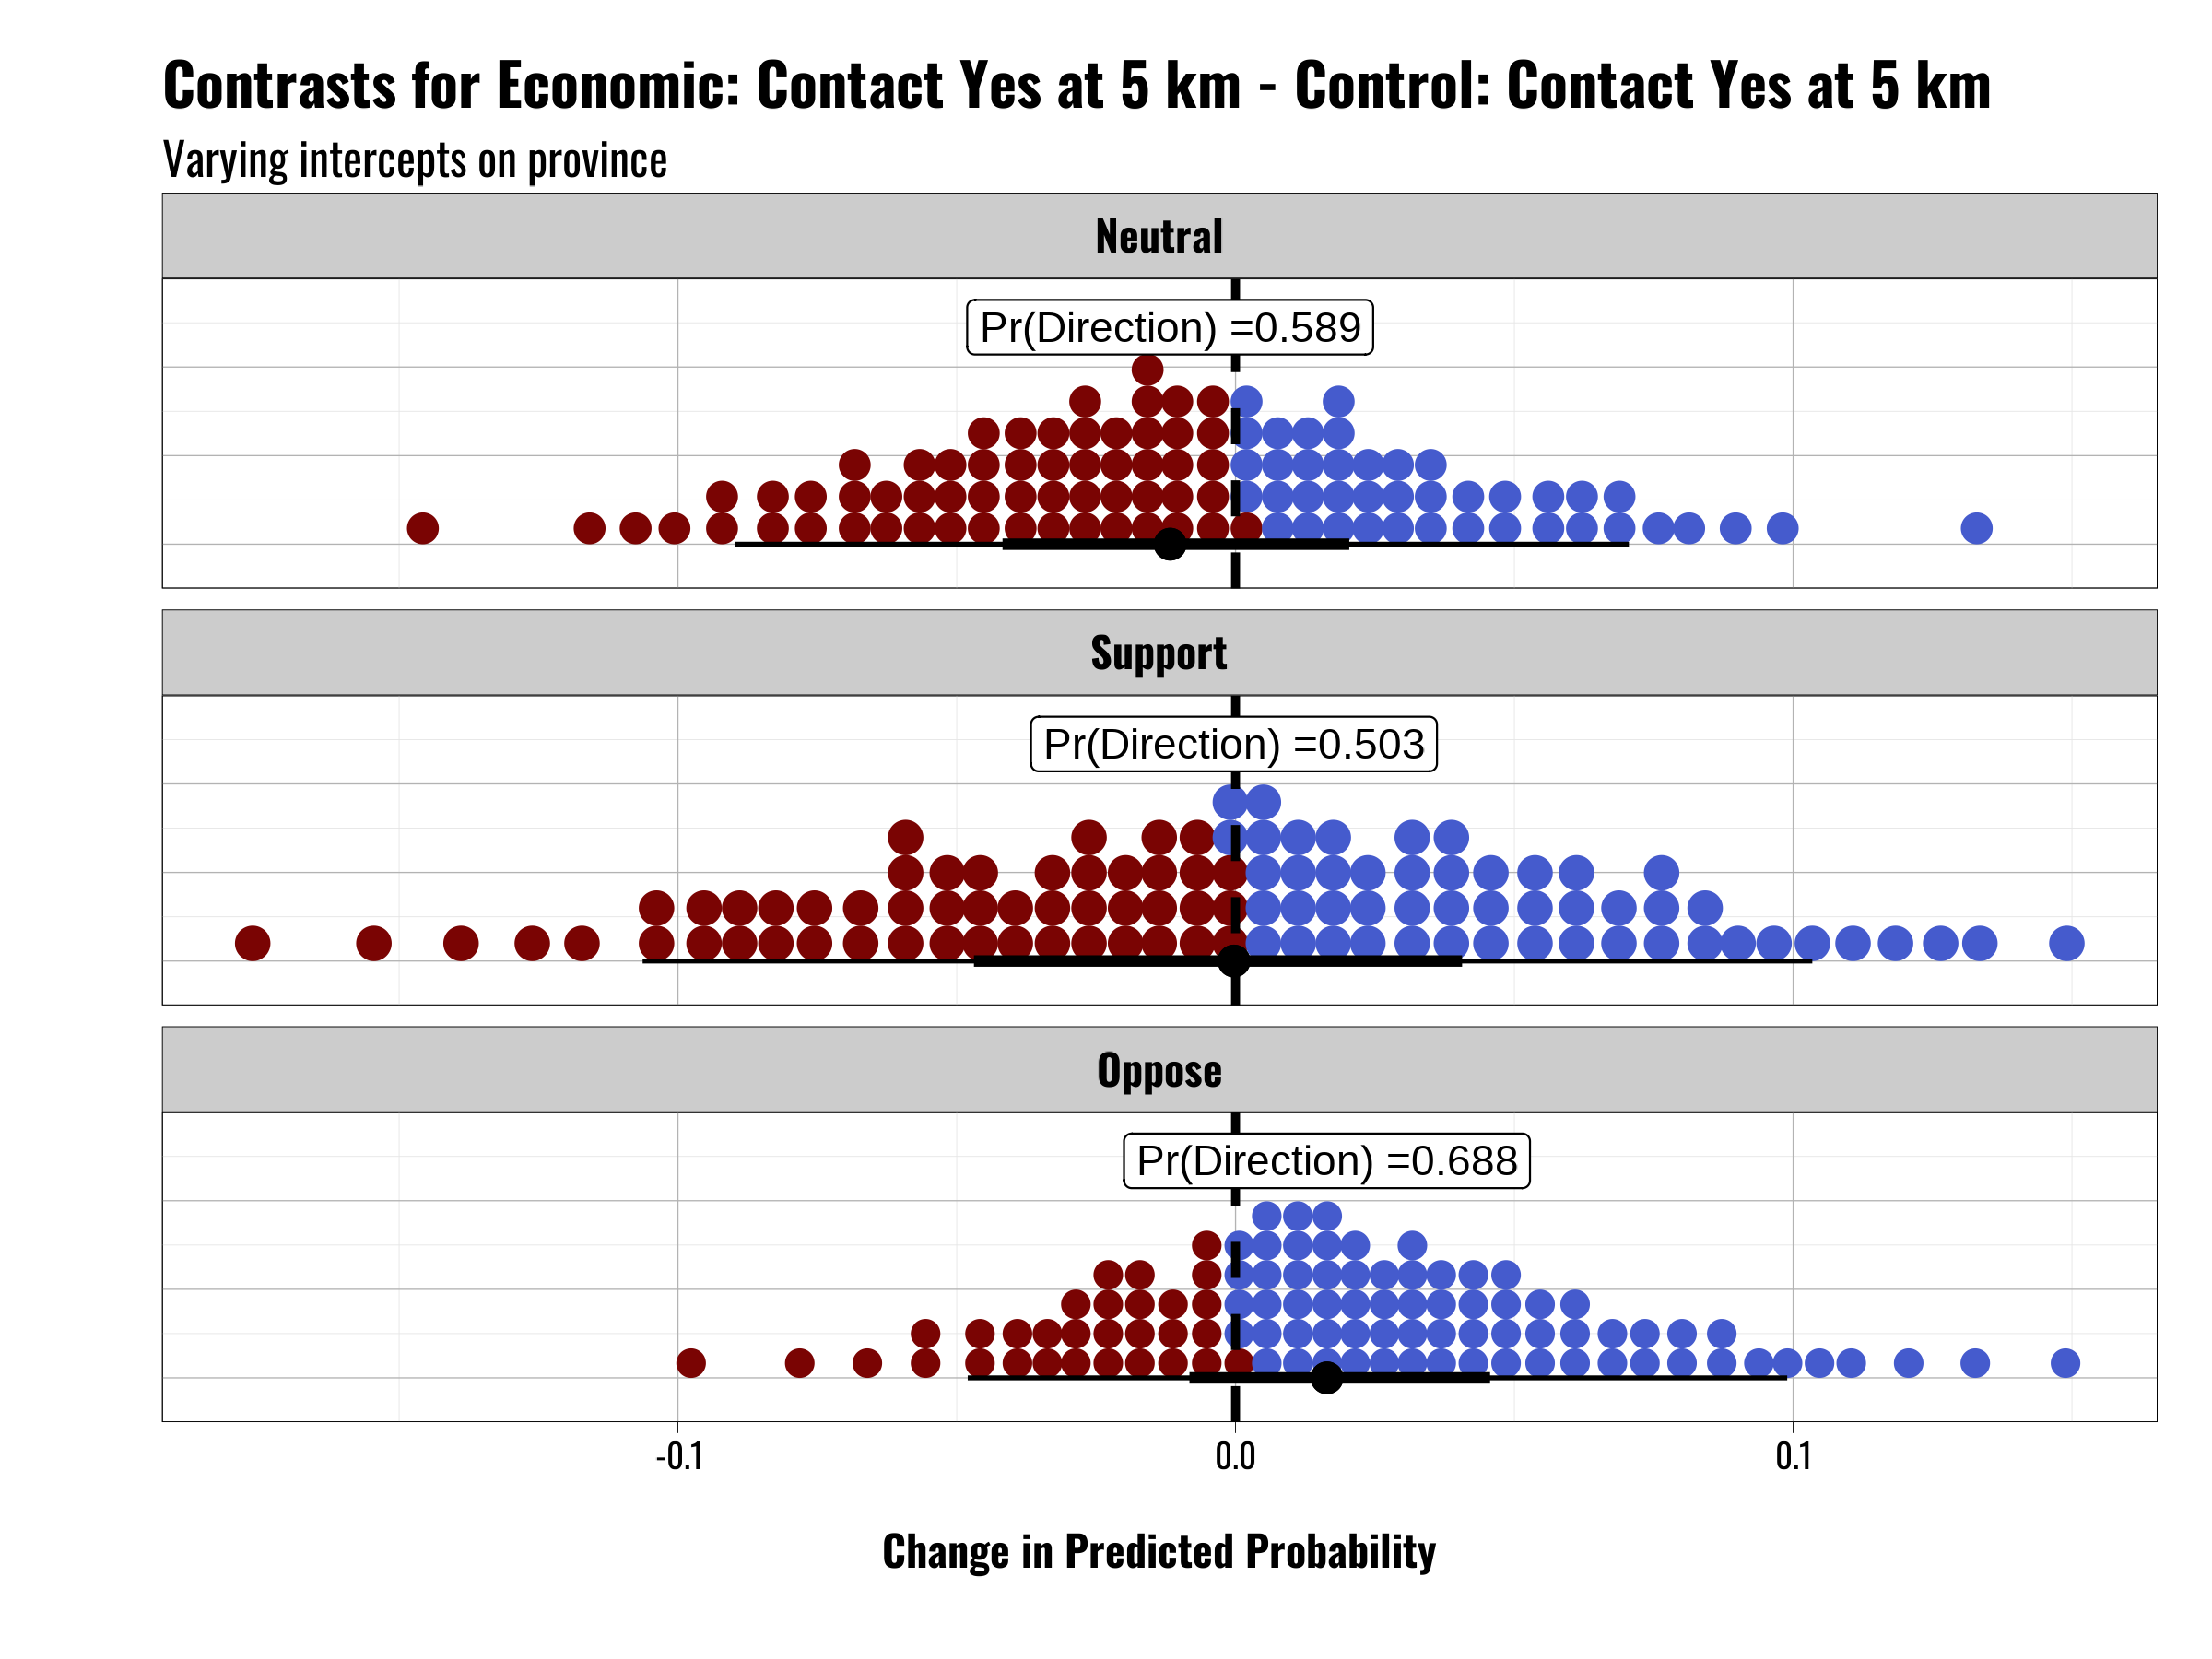 Contrasts for Economic: Contact Yes at 5 km - Control: Contact Yes at 5 km
Varying intercepts on province
Neutral
Pr(Direction) =0.589
Support
Pr(Direction) =0.503
Oppose
Pr(Direction) =0.688
-0.1 0.0 0.1
Change in Predicted Probability